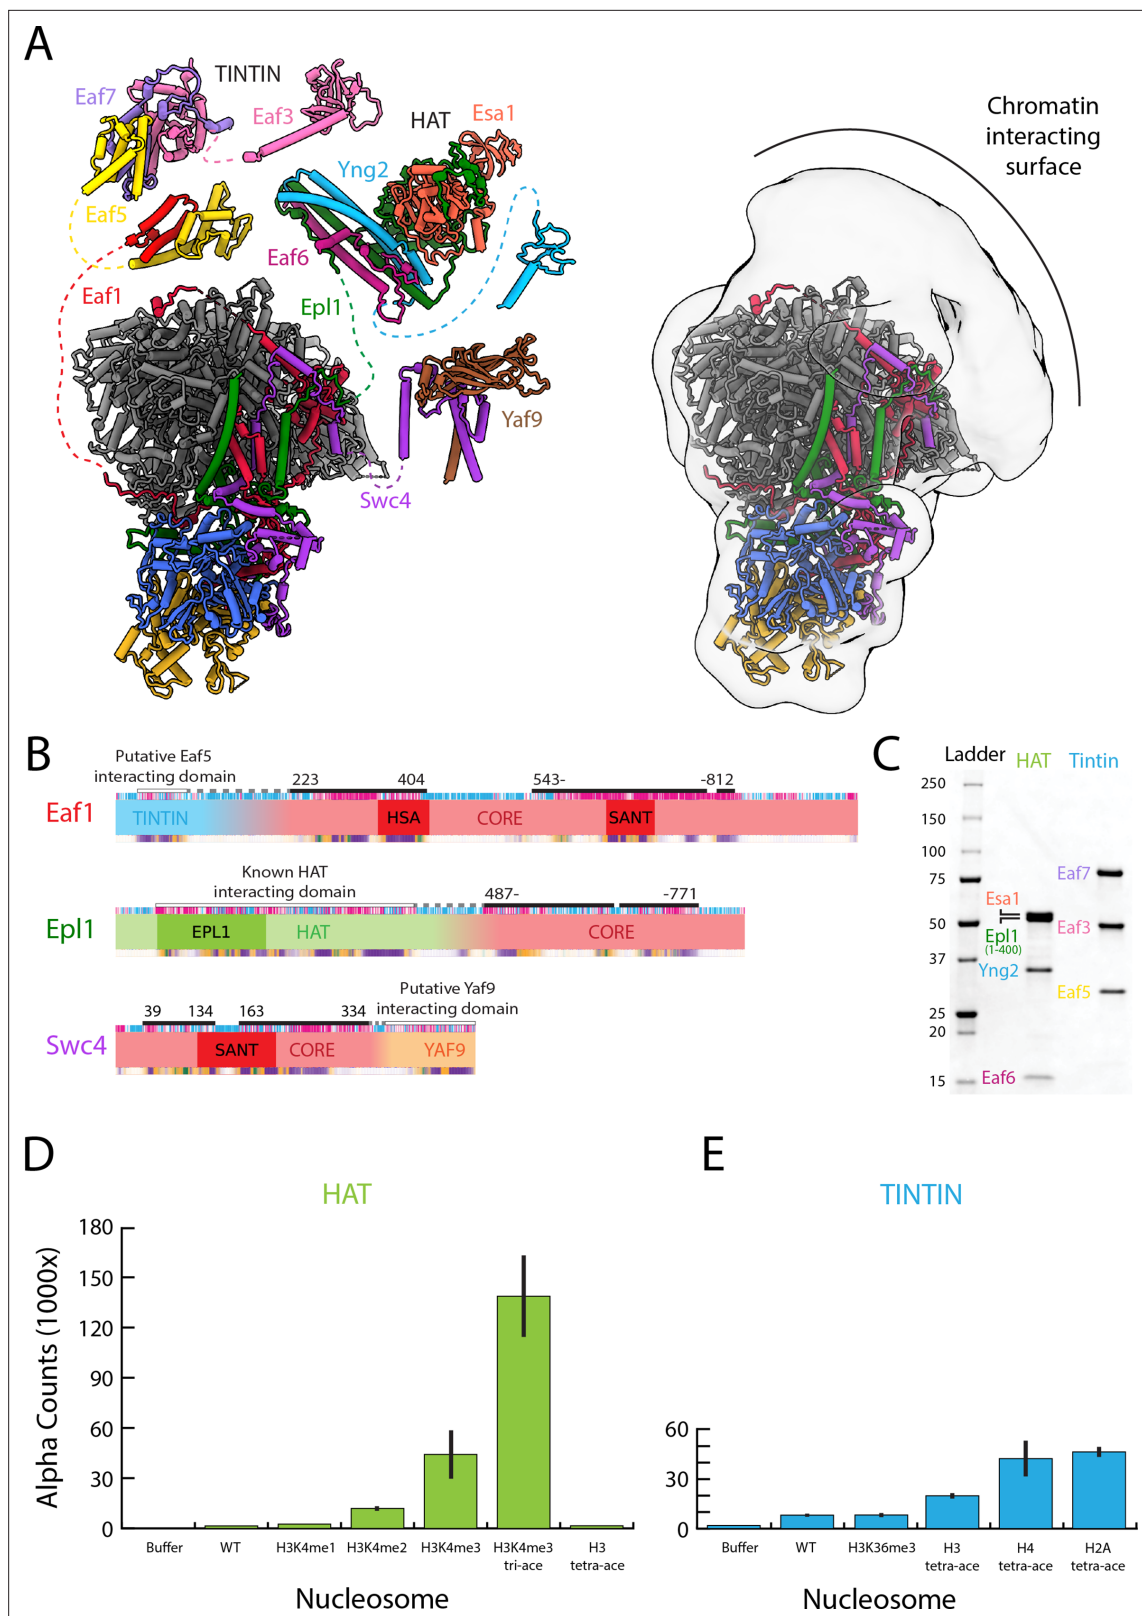 A
TINTIN
Eaf7
Eaf3
HAT
Esa1
Yng2
Eaf5
Eaf6
Eaf1
Epl1
Yaf9
Swc4
Chromatin
interacting
surface
B
Putative Eaf5
interacting domain
223
404
543-
-812
Eaf1
TINTIN
HSA
CORE
SANT
Known HAT
interacting domain
487-
-771
Epl1
EPL1
HAT
CORE
Putative Yaf9
interacting domain
39
134
163
334
Swc4
SANT
CORE
YAF9
C
Ladder
HAT
Tintin
250
150
100
75
50
37
25
20
15
Esa1
Epl1
(1-400)
Yng2
Eaf6
Eaf7
Eaf3
Eaf5
D
HAT
Alpha Counts (1000x)
180
150
120
90
60
30
0
Buffer
WT
H3K4me1
H3K4me2
H3K4me3
H3K4me3
tri-ace
H3
tetra-ace
Nucleosome
E
TINTIN
60
30
0
Buffer
WT
H3K36me3
H3
tetra-ace
H4
tetra-ace
H2A
tetra-ace
Nucleosome